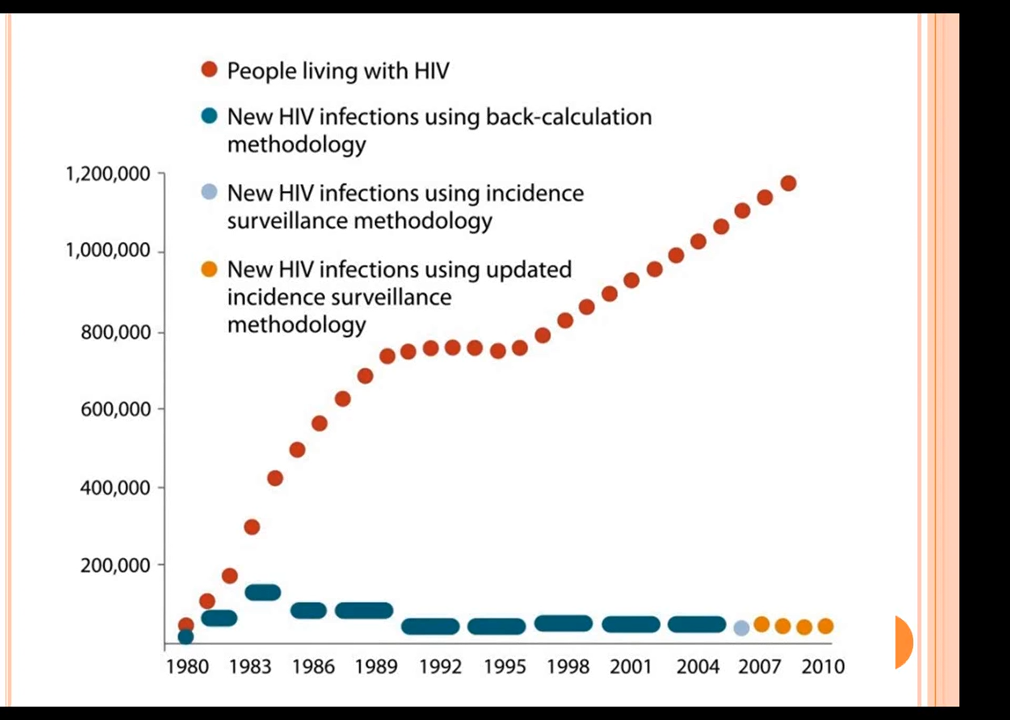 People living with HIV
New HIV infections using back-calculation
methodology
1,200,000
New HIV infections using incidence
surveillance methodology
1,000,000
New HIV infections using updated
incidence surveillance
methodology
800,000
600,000
400,000
200,000
1980 1983 1986 1989 1992 1995 1998 2001 2004 2007 2010